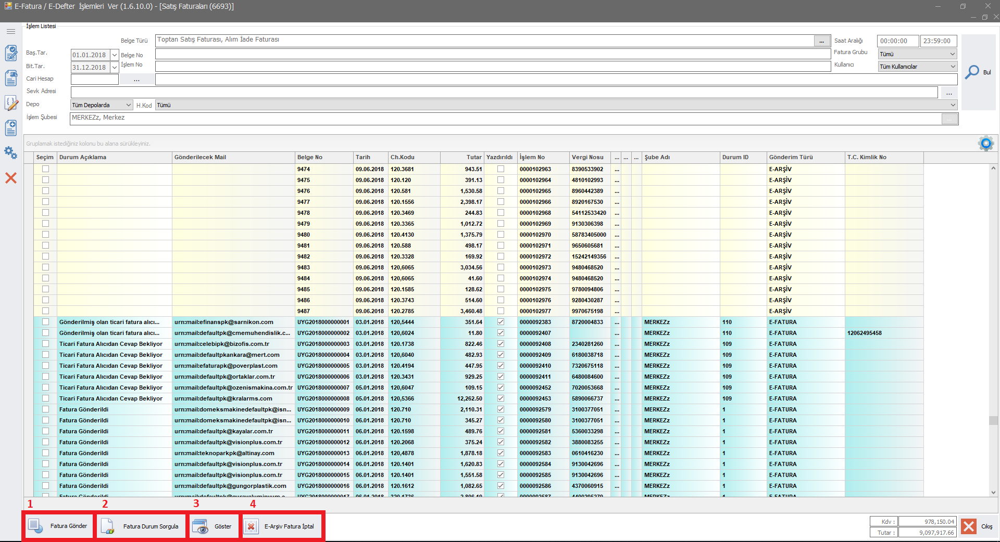 E-Fatura / E-Defter  İşlemleri  Ver (1.6.10.0) - [Satış Faturaları (6693)]
İşlem Listesi
Belge Türü Toptan Satış Faturası, Alım İade Faturası ... Saat Aralığı 00:00:00 23:59:00
Baş.Tar. 01.01.2018 Belge No Fatura Grubu Tümü
Bit.Tar. 31.12.2018 İşlem No Kullanıcı Tüm Kullanıcılar
Bul
Cari Hesap ...
Sevk Adresi ...
Depo Tüm Depolarda H.Kod Tümü
İşlem Şubesi MERKEZz, Merkez ...
Gruplamak istediğiniz kolonu bu alana sürükleyiniz.
Seçim Durum Açıklama Gönderilecek Mail Belge No Tarih Ch.Kodu Tutar Yazdırıldı İşlem No Vergi Nosu ... ... ... Şube Adı Durum ID Gönderim Türü T.C. Kimlik No
9474 09.06.2018 120.3681 943.51 0000102963 8390533902 ... E-ARŞİV
9475 09.06.2018 120.120 391.13 0000102964 4810102993 ... E-ARŞİV
9476 09.06.2018 120.581 1,530.58 0000102965 8960442389 ... E-ARŞİV
9477 09.06.2018 120.1556 2,398.17 0000102966 8920167530 ... E-ARŞİV
9478 09.06.2018 120.3469 244.83 0000102968 54112533420 ... E-ARŞİV
9479 09.06.2018 120.3365 1,012.72 0000102969 9130306398 ... E-ARŞİV
9480 09.06.2018 120.4130 1,375.79 0000102970 58783405000 ... E-ARŞİV
9481 09.06.2018 120.588 498.17 0000102971 9650605681 ... E-ARŞİV
9482 09.06.2018 120.3328 169.92 0000102972 15242149356 ... E-ARŞİV
9483 09.06.2018 120,6065 3,034.56 0000102973 9480468520 ... E-ARŞİV
9484 09.06.2018 120,6065 41.60 0000102974 9480468520 ... E-ARŞİV
9485 09.06.2018 120.1585 128.62 0000102975 9780094806 ... E-ARŞİV
9486 09.06.2018 120.3743 514.60 0000102976 9280430287 ... E-ARŞİV
9487 09.06.2018 120.2785 3,460.48 0000102977 9970675198 ... E-ARŞİV
Gönderilmiş olan ticari fatura alıcı... urn:mail:efinanspk@sarnikon.com UYG2018000000001 03.01.2018 120,5444 351.64 0000092383 8720004833 ... MERKEZz 110 E-FATURA
Gönderilmiş olan ticari fatura alıcı... urn:mail:defaultpk@cmemuhendislik.c... UYG2018000000002 03.01.2018 120,6024 11.80 0000092407 ... MERKEZz 110 E-FATURA 12062495458
Ticari Fatura Alıcıdan Cevap Bekliyor urn:mail:celebipk@bizofis.com.tr UYG2018000000003 03.01.2018 120.1738 822.46 0000092408 2340281260 ... MERKEZz 109 E-FATURA
Ticari Fatura Alıcıdan Cevap Bekliyor urn:mail:defaultpkankara@mert.com UYG2018000000004 03.01.2018 120,6040 482.93 0000092409 6180038718 ... MERKEZz 109 E-FATURA
Ticari Fatura Alıcıdan Cevap Bekliyor urn:mail:efaturapk@poverplast.com UYG2018000000005 03.01.2018 120.4194 447.95 0000092410 7320675118 ... MERKEZz 109 E-FATURA
Ticari Fatura Alıcıdan Cevap Bekliyor urn:mail:defaultpk@ortaklar.com.tr UYG2018000000006 03.01.2018 120.3431 929.25 0000092411 6480084600 ... MERKEZz 109 E-FATURA
Ticari Fatura Alıcıdan Cevap Bekliyor urn:mail:defaultpk@ozenismakina.com.tr UYG2018000000007 05.01.2018 120,6047 109.15 0000092452 7020053668 ... MERKEZz 109 E-FATURA
Ticari Fatura Alıcıdan Cevap Bekliyor urn:mail:defaultpk@kralarms.com UYG2018000000008 05.01.2018 120,5366 12,262.50 0000092453 5890066737 ... MERKEZz 109 E-FATURA
Fatura Gönderildi urn:mail:domeksmakinedefaultpk@isn... UYG2018000000009 06.01.2018 120.710 2,110.31 0000092579 3100377051 ... MERKEZz 1 E-FATURA
Fatura Gönderildi urn:mail:domeksmakinedefaultpk@isn... UYG2018000000010 06.01.2018 120.710 345.27 0000092580 3100377051 ... MERKEZz 1 E-FATURA
Fatura Gönderildi urn:mail:defaultpk@kayalar.com.tr UYG2018000000011 06.01.2018 120.1598 489.76 0000092581 5360033298 ... MERKEZz 1 E-FATURA
Fatura Gönderildi urn:mail:defaultpk@visionplus.com.tr UYG2018000000012 06.01.2018 120.2068 375.24 0000092582 3880083255 ... MERKEZz 1 E-FATURA
Fatura Gönderildi urn:mail:teknoparkpk@altinay.com UYG2018000000013 06.01.2018 120,4878 1,878.18 0000092583 0610416230 ... MERKEZz 1 E-FATURA
Fatura Gönderildi urn:mail:defaultpk@visionplus.com.tr UYG2018000000014 06.01.2018 120.1401 1,620.83 0000092584 9130042696 ... MERKEZz 1 E-FATURA
Fatura Gönderildi urn:mail:defaultpk@visionplus.com.tr UYG2018000000015 06.01.2018 120.1401 1,551.58 0000092585 9130042696 ... MERKEZz 1 E-FATURA
Fatura Gönderildi urn:mail:defaultpk@gungorplastik.com UYG2018000000016 06.01.2018 120.1612 1,082.65 0000092586 4370060915 ... MERKEZz 1 E-FATURA
1 2 3 4
Fatura Gönder Fatura Durum Sorgula Göster E-Arşiv Fatura İptal
Kdv : 978,150.04
Tutar : 9,097,917.66
Cıkış